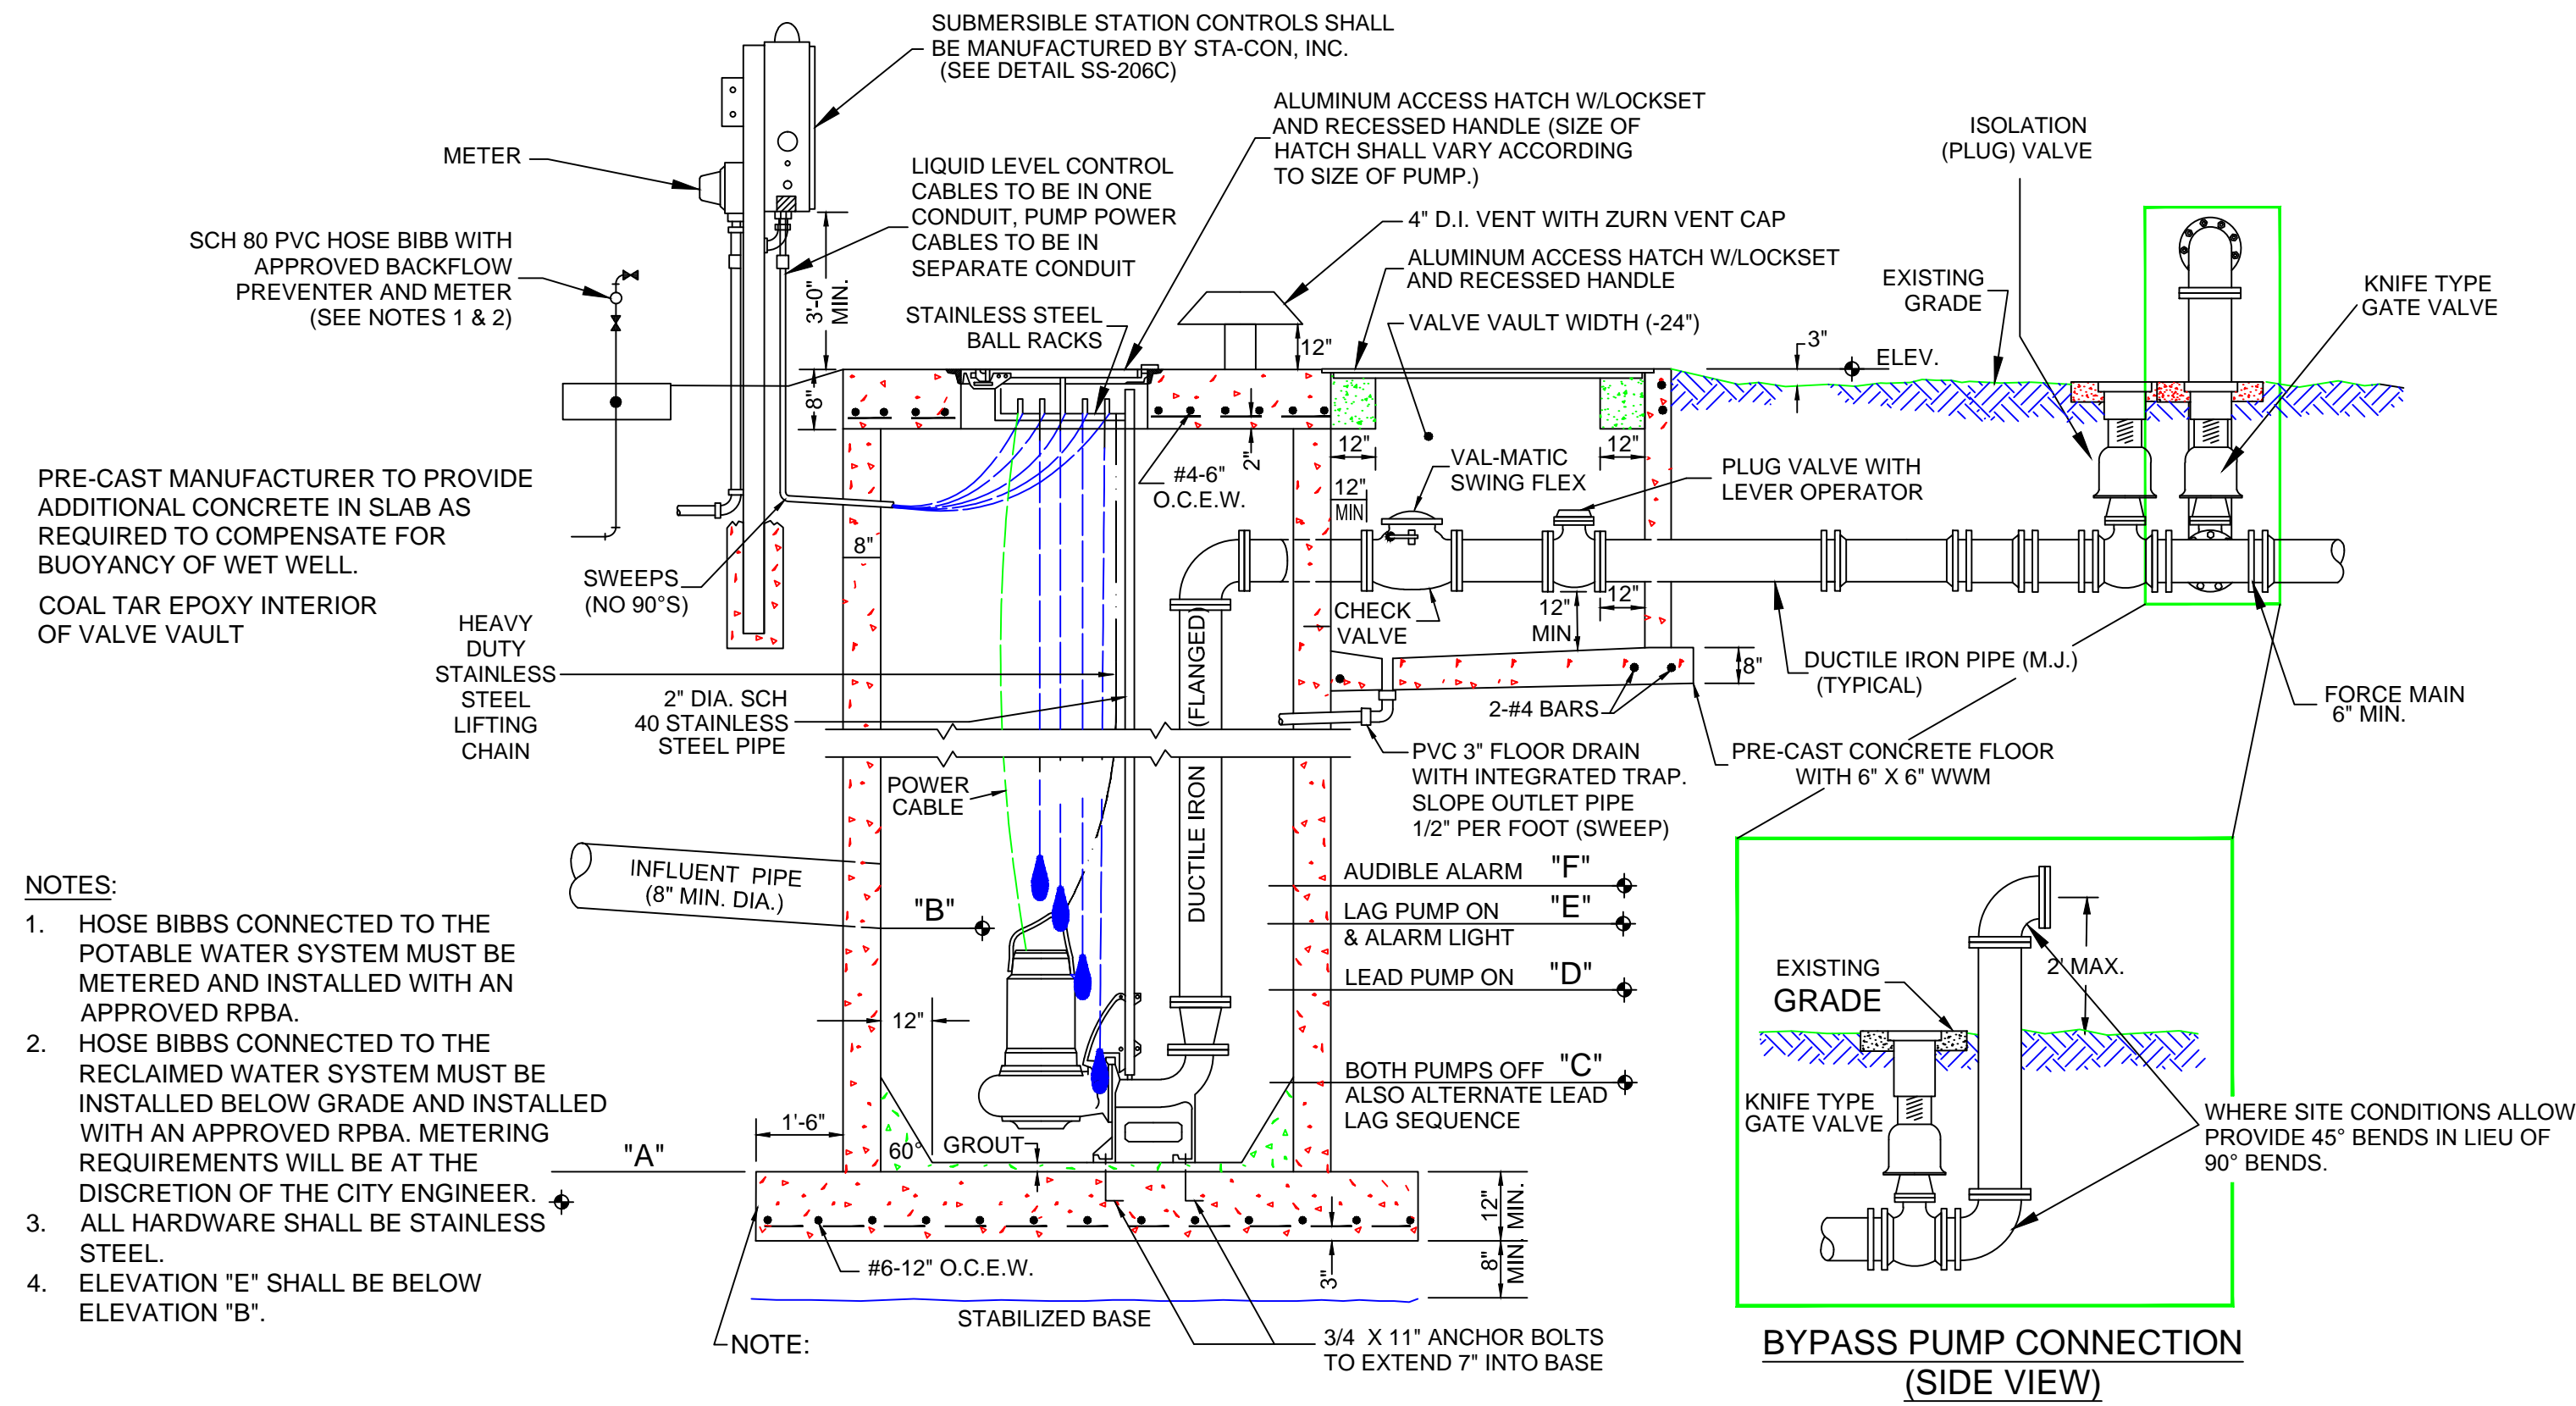 SUBMERSIBLE STATION CONTROLS SHALL
BE MANUFACTURED BY STA-CON, INC.
(SEE DETAIL SS-206C)
ALUMINUM ACCESS HATCH W/LOCKSET
AND RECESSED HANDLE (SIZE OF
HATCH SHALL VARY ACCORDING
TO SIZE OF PUMP.)
ISOLATION
(PLUG) VALVE
METER
LIQUID LEVEL CONTROL
CABLES TO BE IN ONE
CONDUIT, PUMP POWER
CABLES TO BE IN
SEPARATE CONDUIT
4" D.I. VENT WITH ZURN VENT CAP
SCH 80 PVC HOSE BIBB WITH
APPROVED BACKFLOW
PREVENTER AND METER
(SEE NOTES 1 & 2)
3'-0"
MIN.
ALUMINUM ACCESS HATCH W/LOCKSET
AND RECESSED HANDLE
EXISTING
GRADE
KNIFE TYPE
GATE VALVE
STAINLESS STEEL
BALL RACKS
VALVE VAULT WIDTH (-24")
12"
3"
ELEV.
8"
2"
#4-6"
O.C.E.W.
12"
12"
12"
MIN
VAL-MATIC
SWING FLEX
PLUG VALVE WITH
LEVER OPERATOR
PRE-CAST MANUFACTURER TO PROVIDE
ADDITIONAL CONCRETE IN SLAB AS
REQUIRED TO COMPENSATE FOR
BUOYANCY OF WET WELL.
COAL TAR EPOXY INTERIOR
OF VALVE VAULT
8"
SWEEPS
(NO 90°S)
CHECK
VALVE
12"
MIN.
12"
HEAVY
DUTY
STAINLESS
STEEL
LIFTING
CHAIN
2" DIA. SCH
40 STAINLESS
STEEL PIPE
DUCTILE IRON (FLANGED)
8"
2-#4 BARS
DUCTILE IRON PIPE (M.J.)
(TYPICAL)
FORCE MAIN
6" MIN.
PVC 3" FLOOR DRAIN
WITH INTEGRATED TRAP.
SLOPE OUTLET PIPE
1/2" PER FOOT (SWEEP)
PRE-CAST CONCRETE FLOOR
WITH 6" X 6" WWM
POWER
CABLE
INFLUENT PIPE
(8" MIN. DIA.)
"B"
AUDIBLE ALARM "F"
LAG PUMP ON "E"
& ALARM LIGHT
LEAD PUMP ON "D"
BOTH PUMPS OFF "C"
ALSO ALTERNATE LEAD
LAG SEQUENCE
12"
1'-6"
60°
GROUT
"A"
12"
MIN.
8"
MIN.
3"
#6-12" O.C.E.W.
STABILIZED BASE
NOTE:
3/4 X 11" ANCHOR BOLTS
TO EXTEND 7" INTO BASE
NOTES:
1. HOSE BIBBS CONNECTED TO THE
POTABLE WATER SYSTEM MUST BE
METERED AND INSTALLED WITH AN
APPROVED RPBA.
2. HOSE BIBBS CONNECTED TO THE
RECLAIMED WATER SYSTEM MUST BE
INSTALLED BELOW GRADE AND INSTALLED
WITH AN APPROVED RPBA. METERING
REQUIREMENTS WILL BE AT THE
DISCRETION OF THE CITY ENGINEER.
3. ALL HARDWARE SHALL BE STAINLESS
STEEL.
4. ELEVATION "E" SHALL BE BELOW
ELEVATION "B".
EXISTING
GRADE
2' MAX.
KNIFE TYPE
GATE VALVE
WHERE SITE CONDITIONS ALLOW
PROVIDE 45° BENDS IN LIEU OF
90° BENDS.
BYPASS PUMP CONNECTION
(SIDE VIEW)